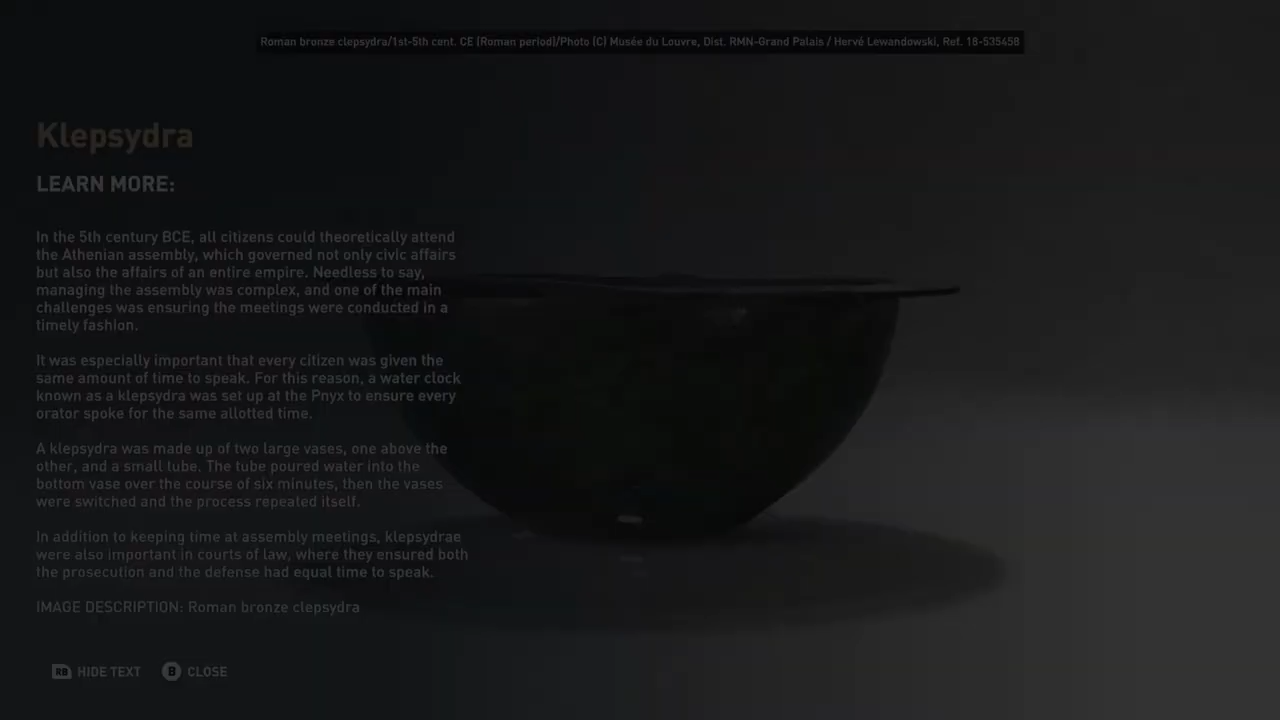 Roman bronze clepsydra/1st-5th cent. CE (Roman period)/Photo (C) Musée du Louvre, Dist. RMN-Grand Palais / Hervé Lewandowski, Ref. 18-535458
Klepsydra
LEARN MORE:
In the 5th century BCE, all citizens could theoretically attend
the Athenian assembly, which governed not only civic affairs
but also the affairs of an entire empire. Needless to say,
managing the assembly was complex, and one of the main
challenges was ensuring the meetings were conducted in a
timely fashion.
It was especially important that every citizen was given the
same amount of time to speak. For this reason, a water clock
known as a klepsydra was set up at the Pnyx to ensure every
orator spoke for the same allotted time.
A klepsydra was made up of two large vases, one above the
other, and a small tube. The tube poured water into the
bottom vase over the course of six minutes, then the vases
were switched and the process repeated itself.
In addition to keeping time at assembly meetings, klepsydrae
were also important in courts of law, where they ensured both
the prosecution and the defense had equal time to speak.
IMAGE DESCRIPTION: Roman bronze clepsydra
RB HIDE TEXT B CLOSE